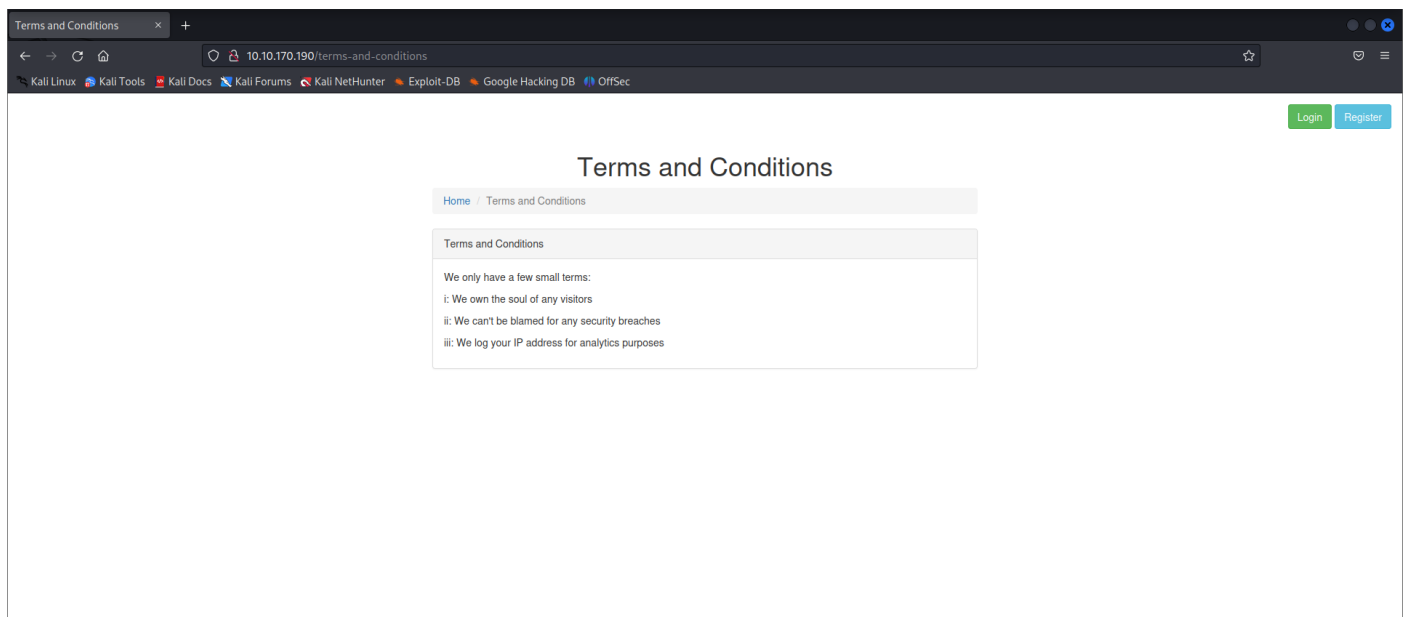 Terms and Conditions
10.10.170.190/terms-and-conditions
Kali Linux Kali Tools Kali Docs Kali Forums Kali NetHunter Exploit-DB Google Hacking DB OffSec
Login Register
Terms and Conditions
Home / Terms and Conditions
Terms and Conditions
We only have a few small terms:
i: We own the soul of any visitors
ii: We can't be blamed for any security breaches
iii: We log your IP address for analytics purposes